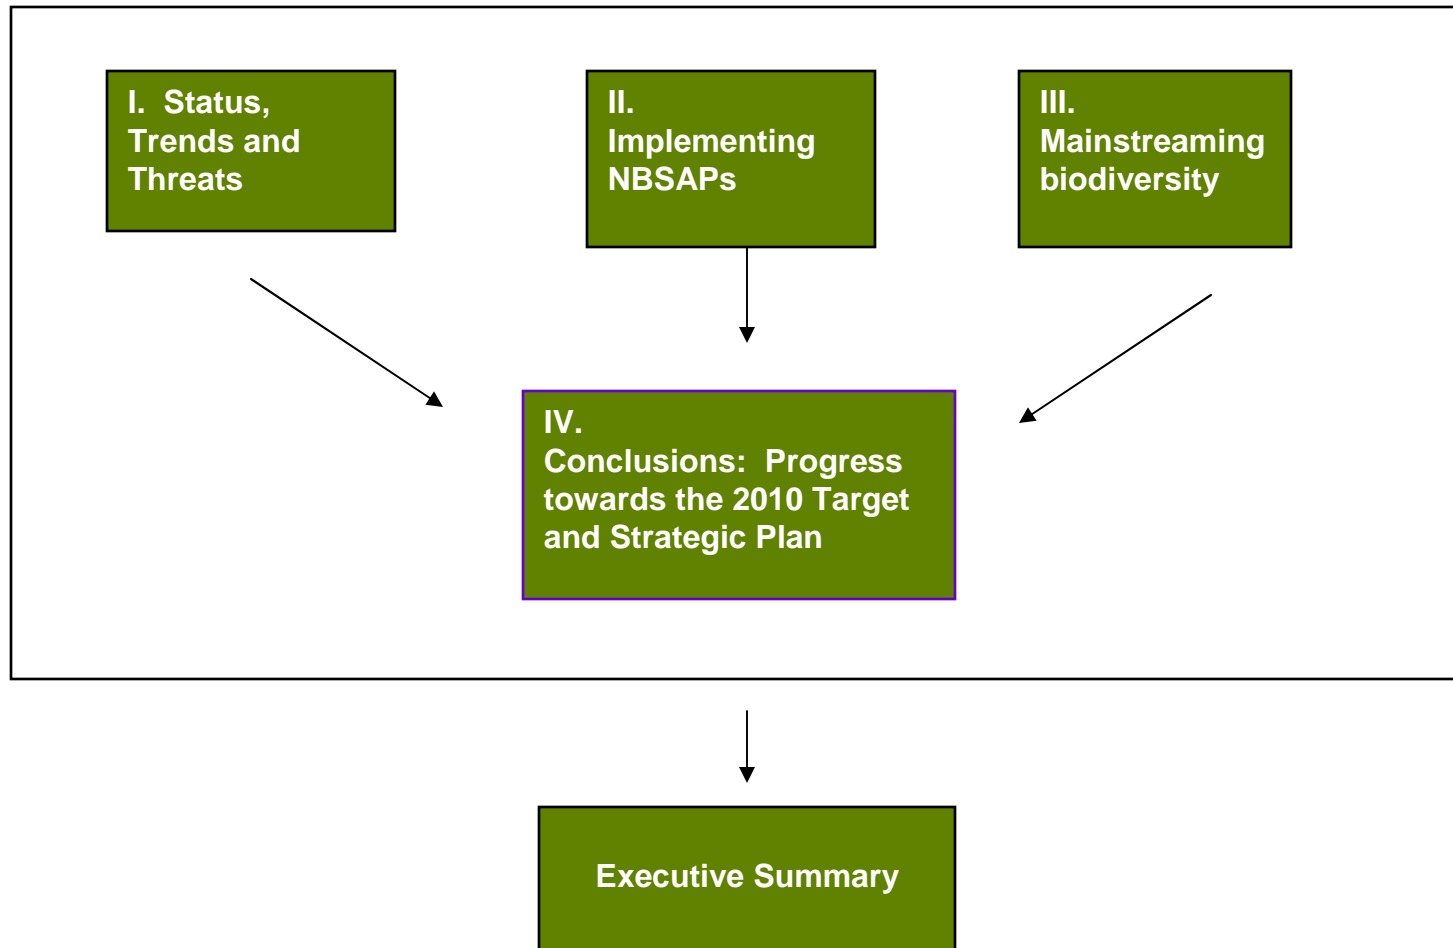 I. Status,
Trends and
Threats
II.
Implementing
NBSAPs
III.
Mainstreaming
biodiversity
IV.
Conclusions: Progress
towards the 2010 Target
and Strategic Plan
Executive Summary